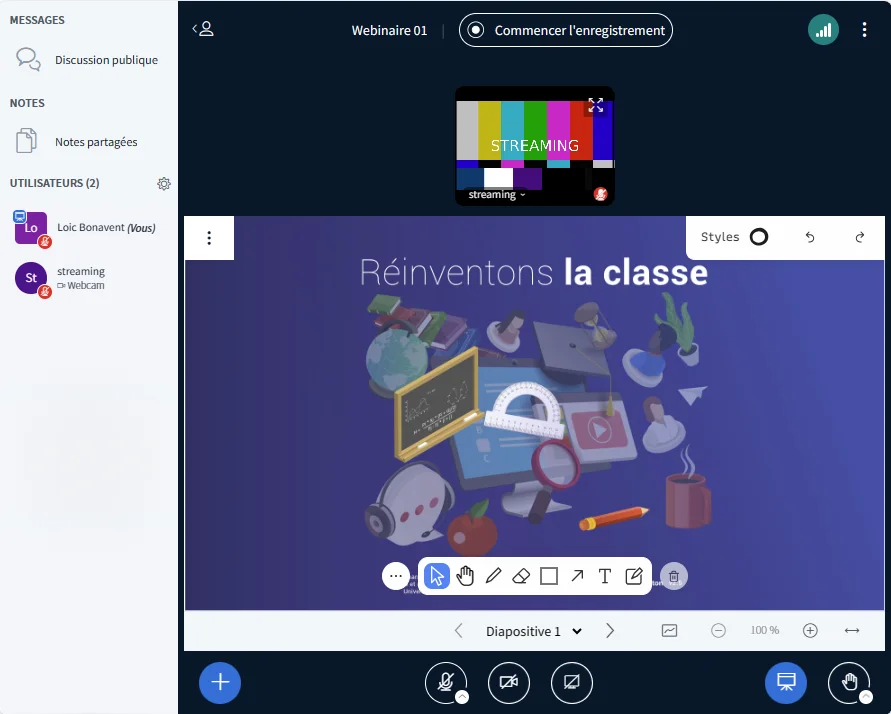 MESSAGES
Discussion publique
NOTES
Notes partagées
UTILISATEURS (2)
Lo
Loic Bonavent (Vous)
St
streaming
Webcam
Webinaire 01
Commencer l'enregistrement
STREAMING
streaming
Styles
Réinventons la classe
T
Diapositive 1
100 %